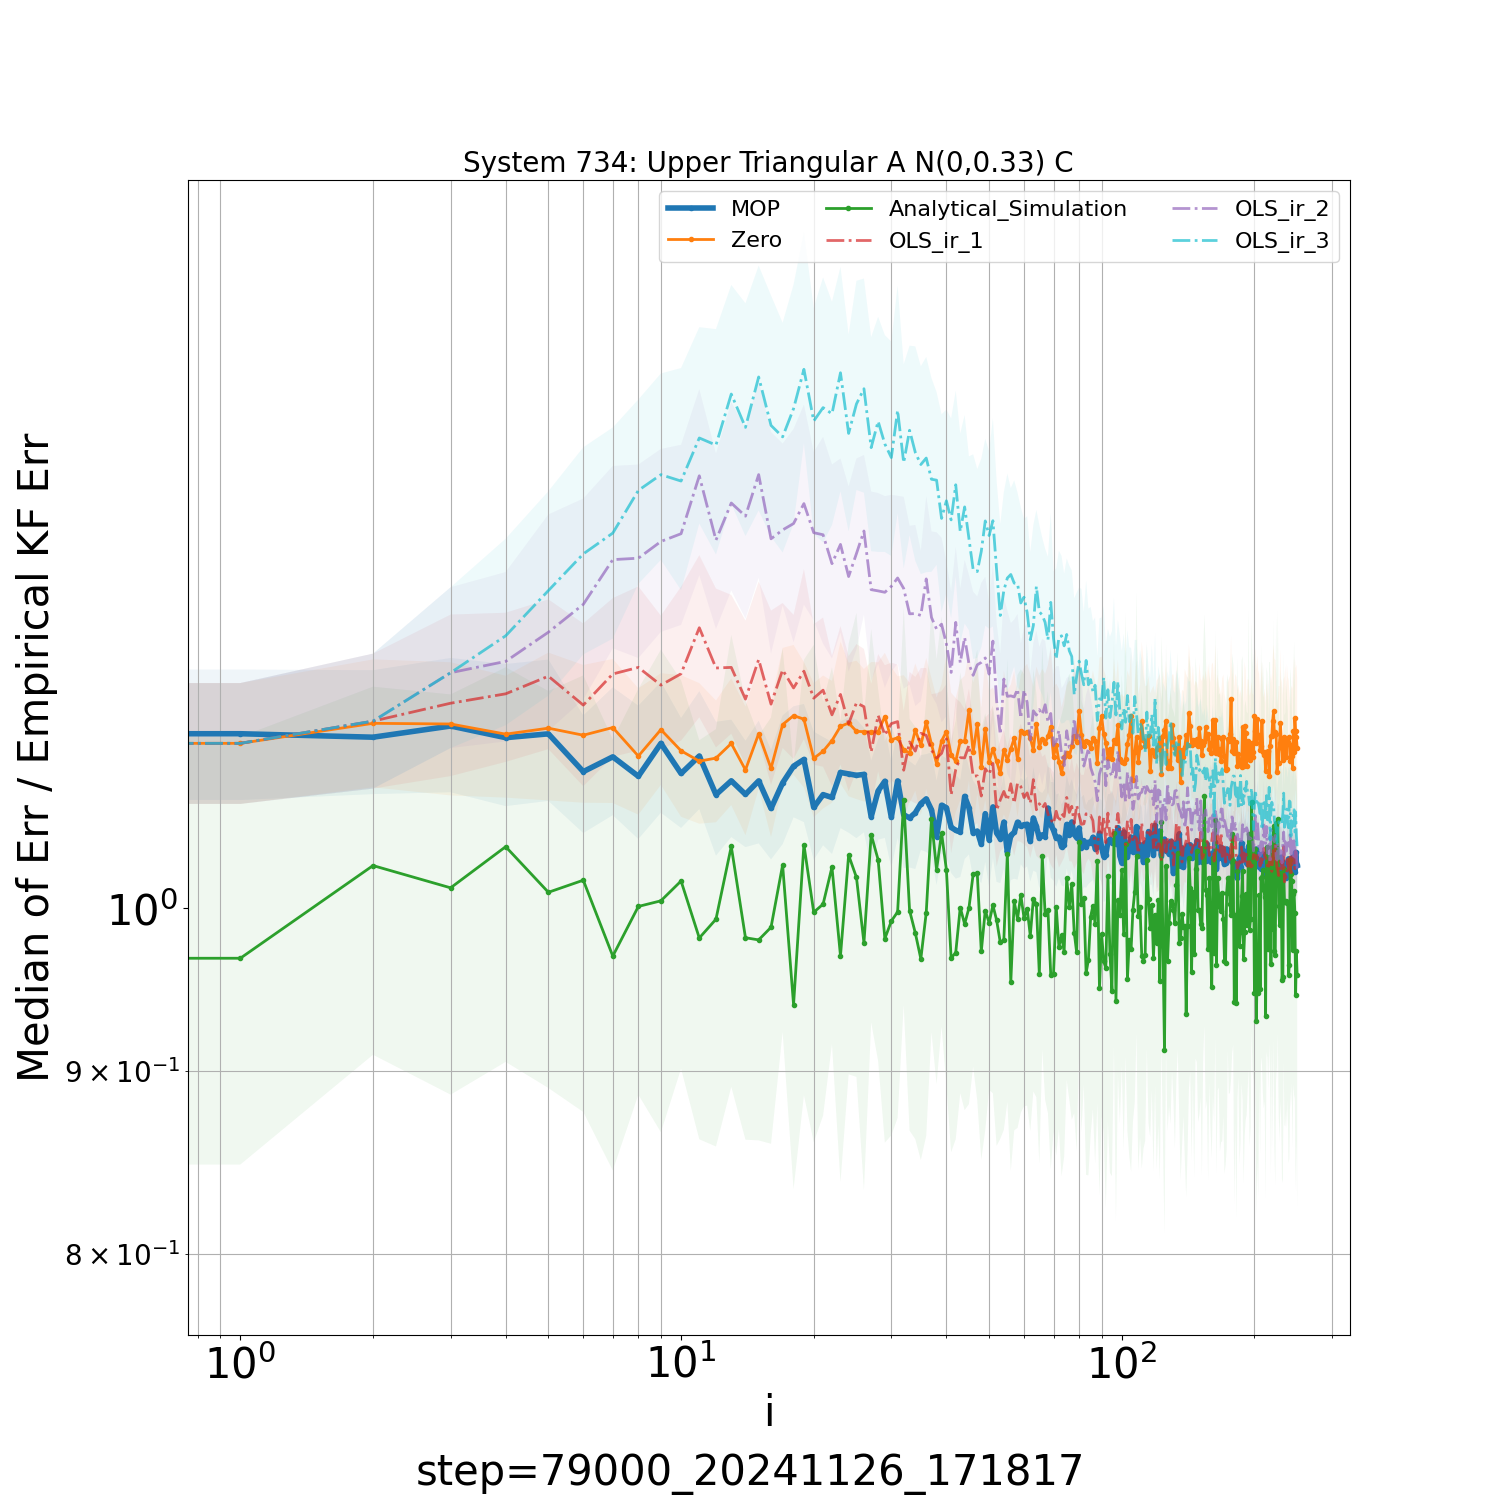 System 734: Upper Triangular A N(0,0.33) C
MOP
Zero
Analytical_Simulation
OLS_ir_1
OLS_ir_2
OLS_ir_3
Median of Err / Empirical KF Err
10⁰
9 × 10⁻¹
8 × 10⁻¹
10⁰
10¹
10²
i
step=79000_20241126_171817